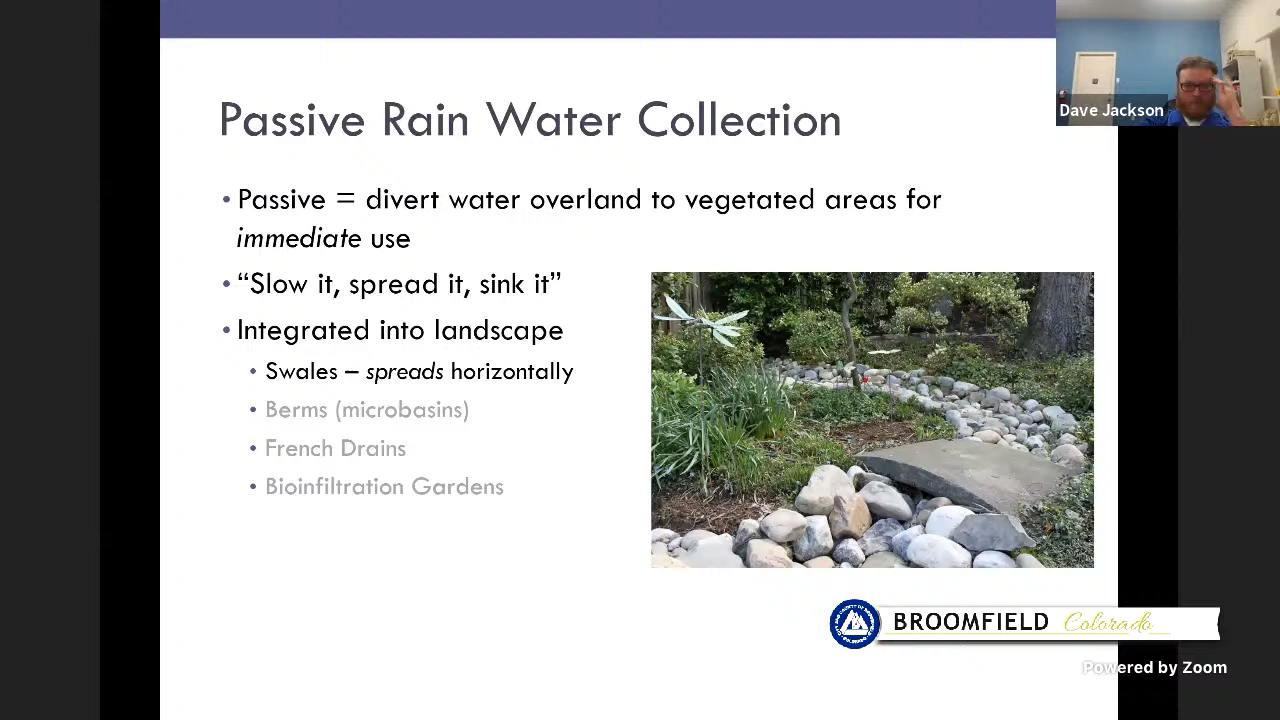 Dave Jackson
Passive Rain Water Collection
• Passive = divert water overland to vegetated areas for
immediate use
• “Slow it, spread it, sink it”
• Integrated into landscape
• Swales – spreads horizontally
• Berms (microbasins)
• French Drains
• Bioinfiltration Gardens
BROOMFIELD Colorado
Powered by Zoom